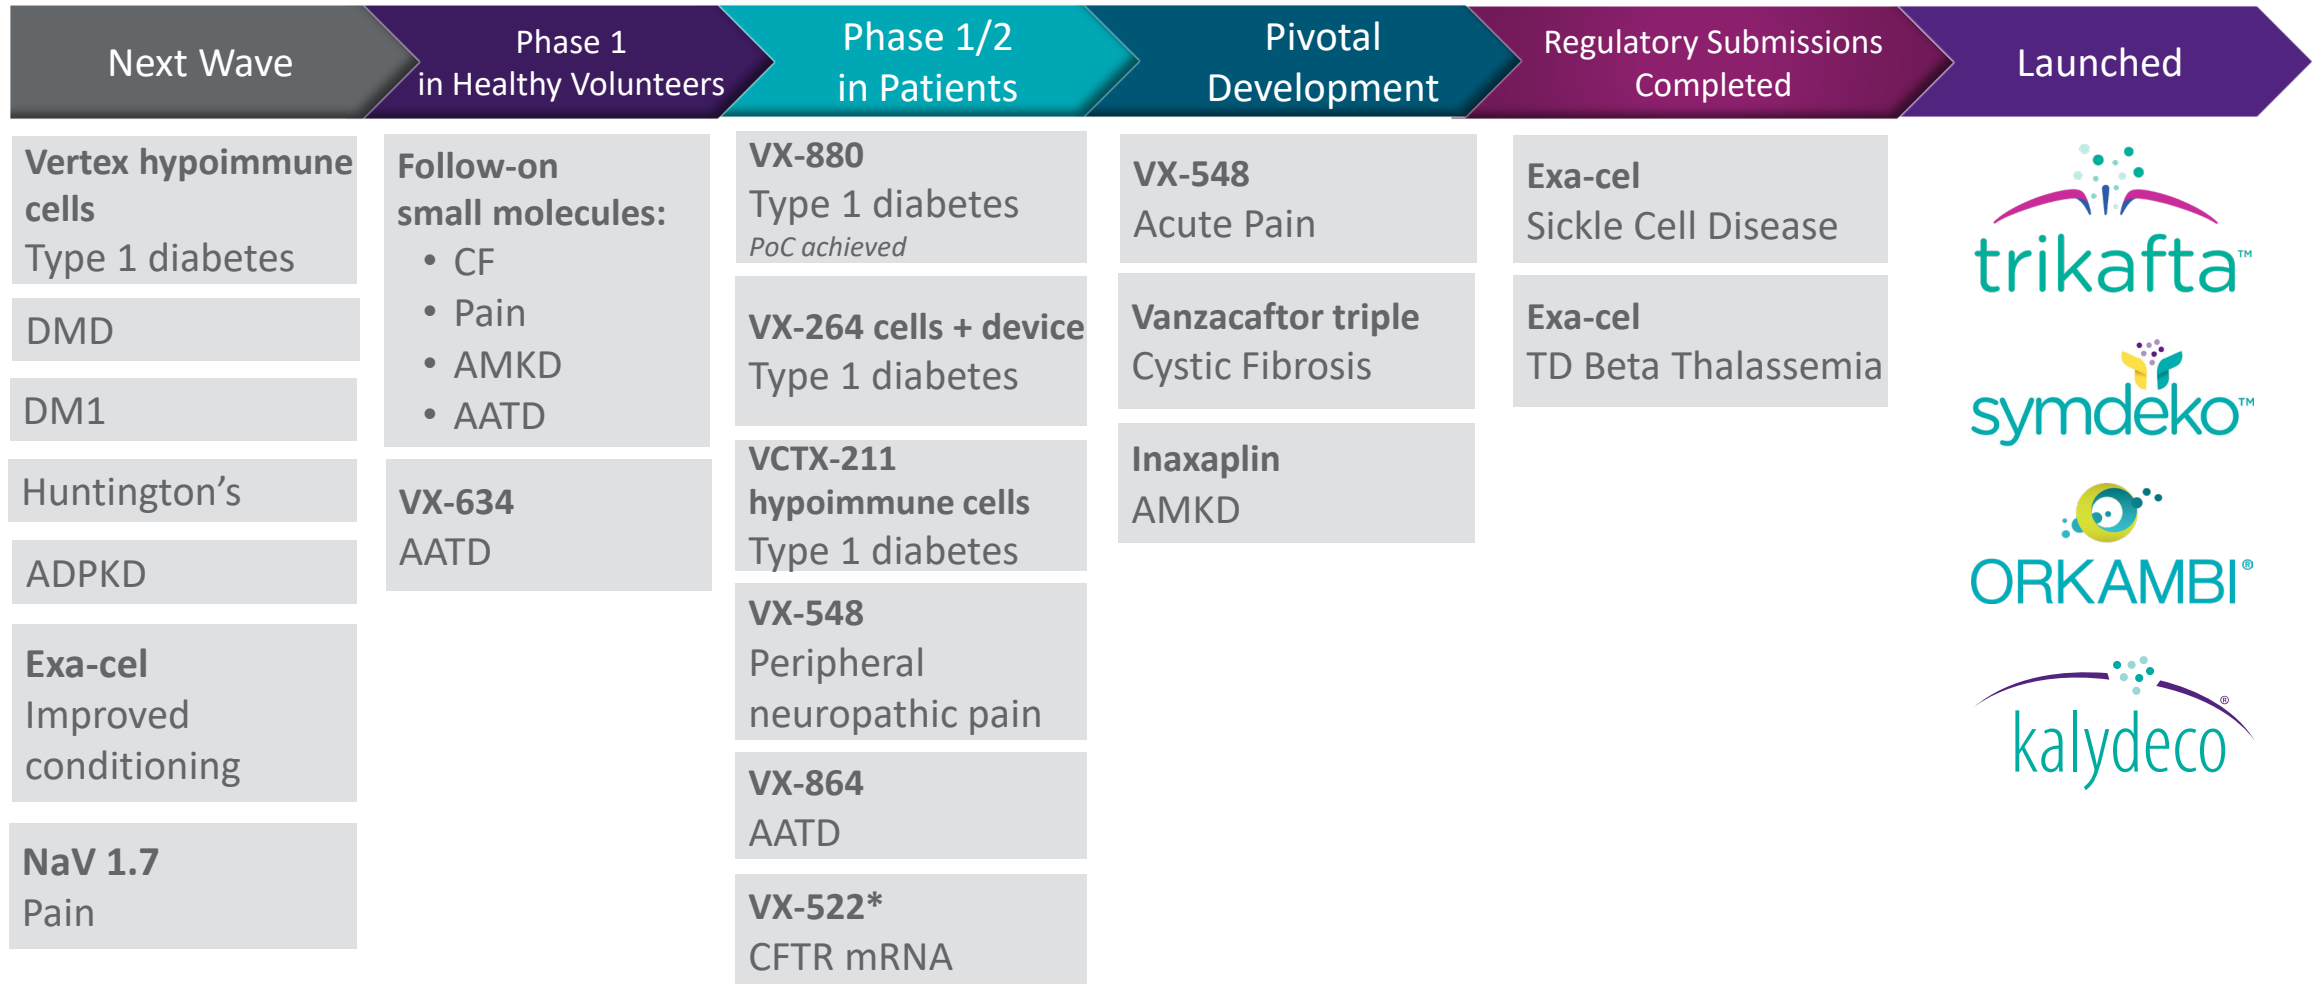 Next Wave
Phase 1
in Healthy Volunteers
Phase 1/2
in Patients
Pivotal
Development
Regulatory Submissions
Completed
Launched
Vertex hypoimmune
cells
Type 1 diabetes
DMD
DM1
Huntington’s
ADPKD
Exa-cel
Improved
conditioning
NaV 1.7
Pain
Follow-on
small molecules:
• CF
• Pain
• AMKD
• AATD
VX-634
AATD
VX-880
Type 1 diabetes
PoC achieved
VX-264 cells + device
Type 1 diabetes
VCTX-211
hypoimmune cells
Type 1 diabetes
VX-548
Peripheral
neuropathic pain
VX-864
AATD
VX-522*
CFTR mRNA
VX-548
Acute Pain
Vanzacaftor triple
Cystic Fibrosis
Inaxaplin
AMKD
Exa-cel
Sickle Cell Disease
Exa-cel
TD Beta Thalassemia
trikafta™
symdeko™
ORKAMBI®
kalydeco®